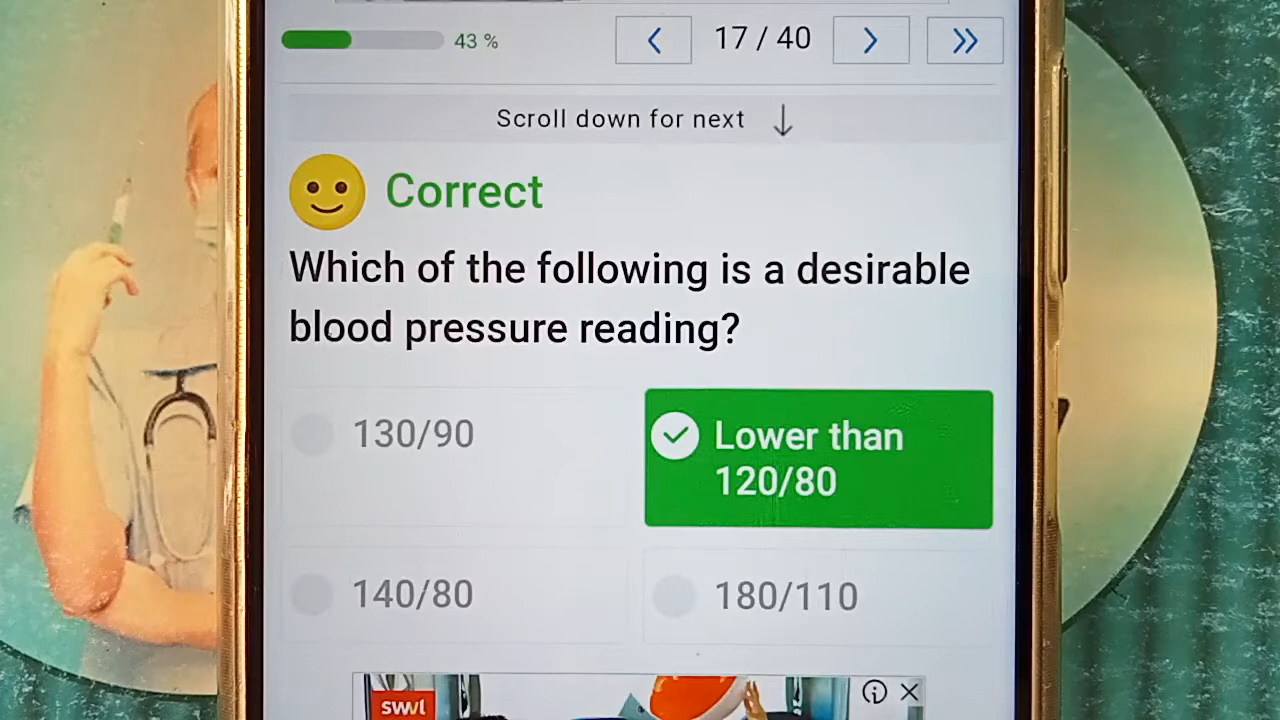 43 %
17 / 40
Scroll down for next ↓
Correct
Which of the following is a desirable
blood pressure reading?
130/90
Lower than
120/80
140/80
180/110
swvl